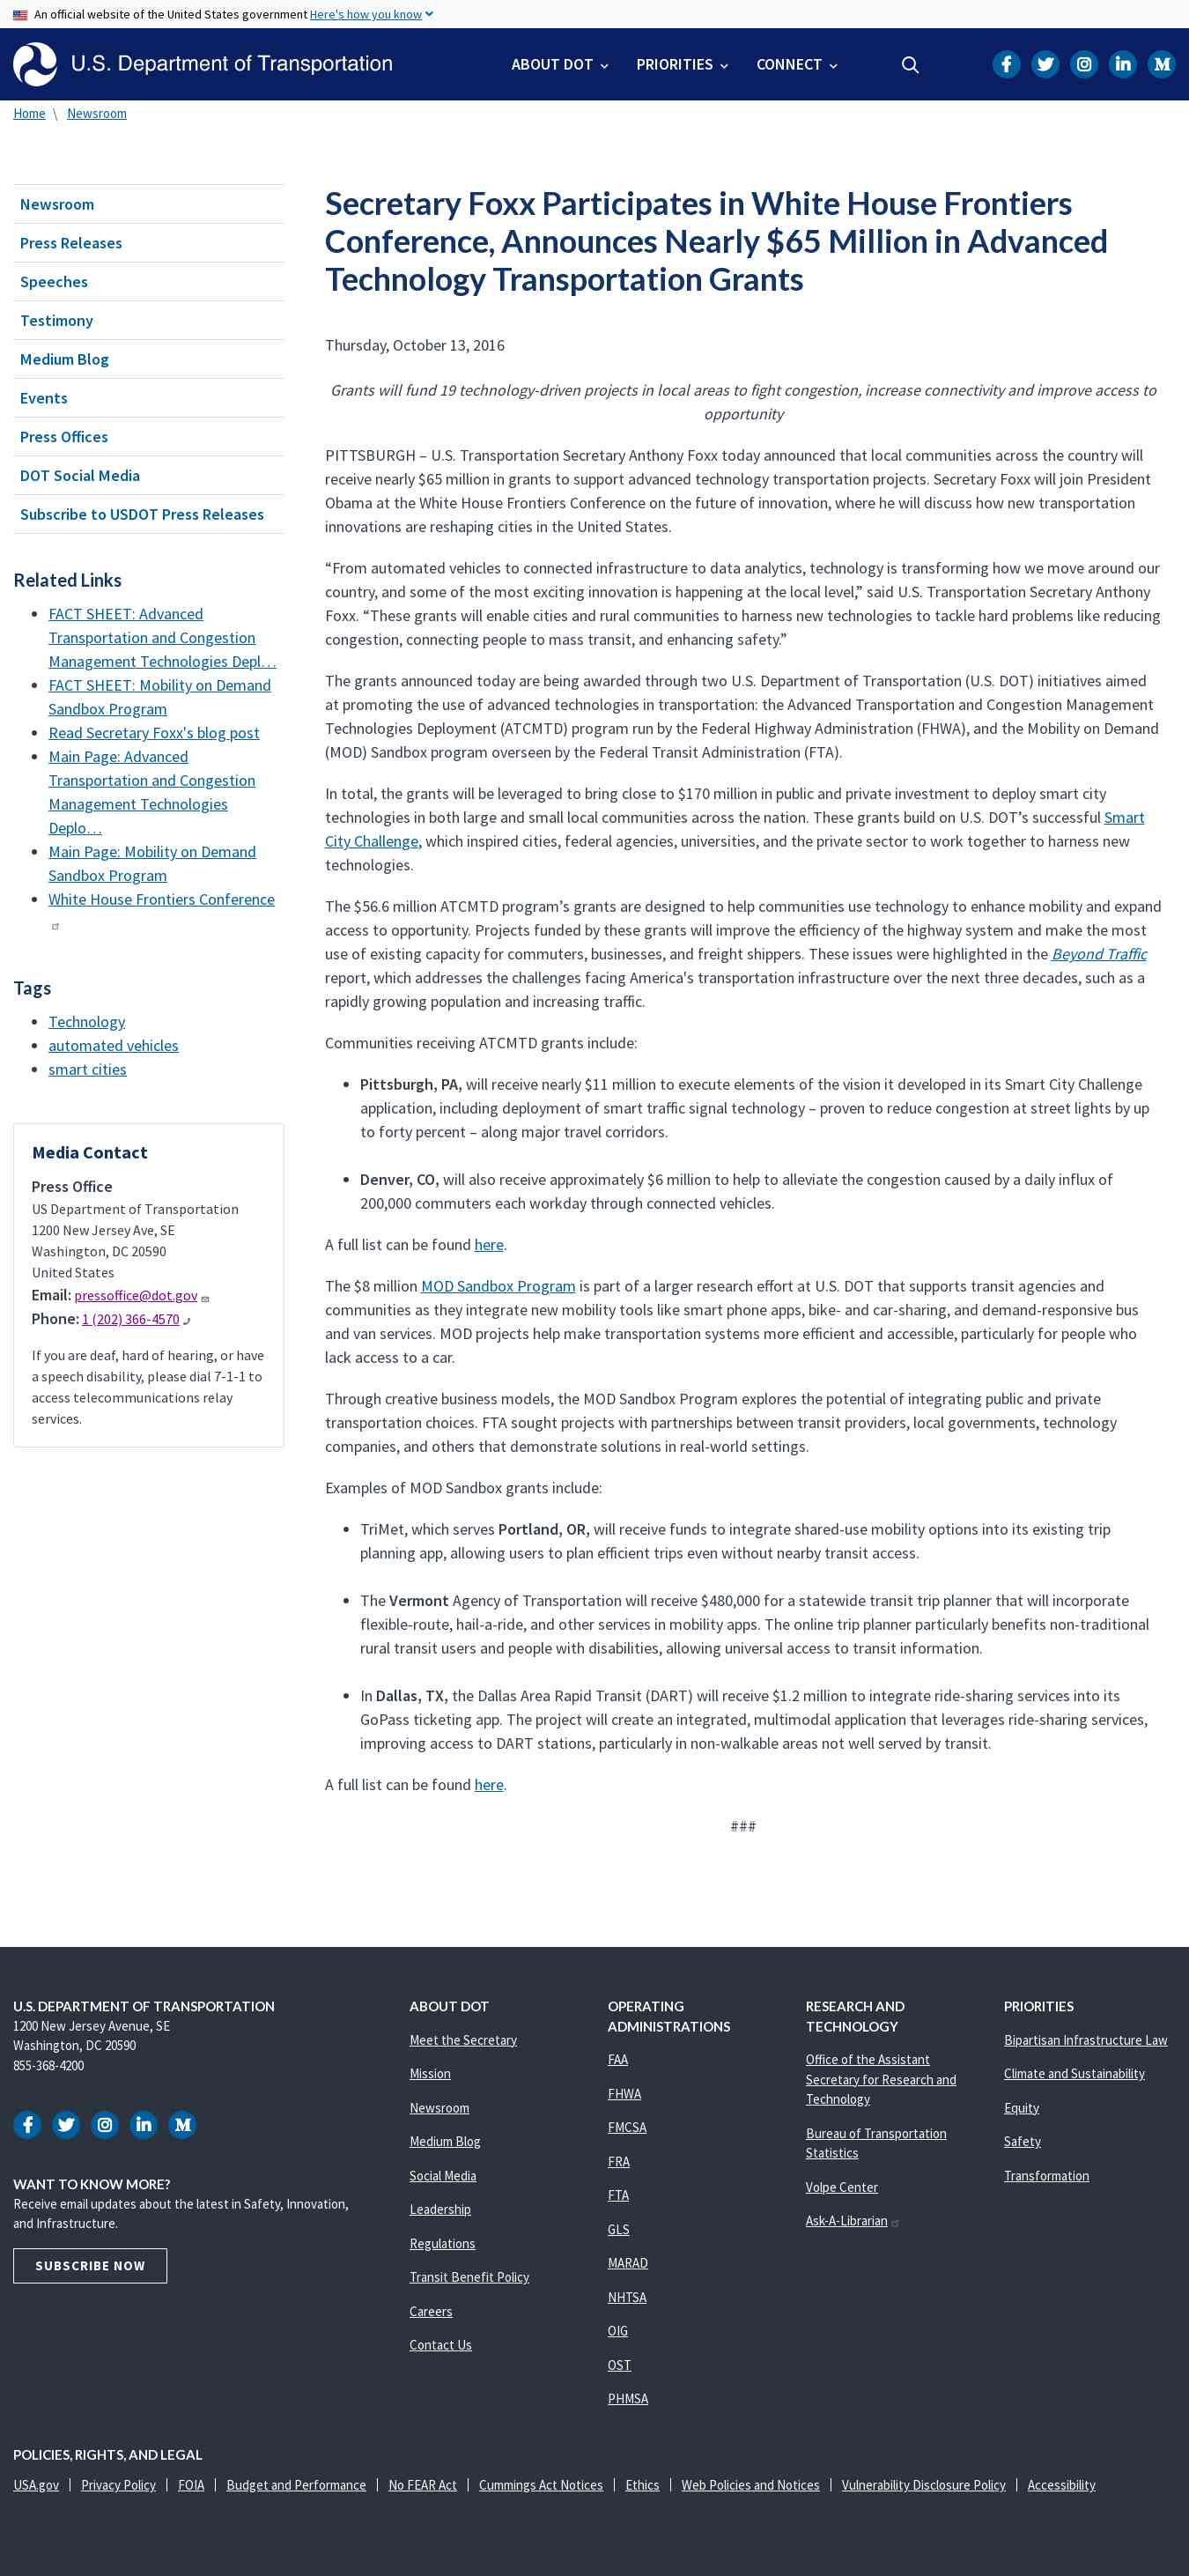 An official website of the United States government Here's how you know
U.S. Department of Transportation
ABOUT DOT
PRIORITIES
CONNECT
Home \ Newsroom
Newsroom
Press Releases
Speeches
Testimony
Medium Blog
Events
Press Offices
DOT Social Media
Subscribe to USDOT Press Releases
Related Links
FACT SHEET: Advanced
Transportation and Congestion
Management Technologies Depl…
FACT SHEET: Mobility on Demand
Sandbox Program
Read Secretary Foxx's blog post
Main Page: Advanced
Transportation and Congestion
Management Technologies
Deplo…
Main Page: Mobility on Demand
Sandbox Program
White House Frontiers Conference
Tags
Technology
automated vehicles
smart cities
Media Contact
Press Office
US Department of Transportation
1200 New Jersey Ave, SE
Washington, DC 20590
United States
Email: pressoffice@dot.gov
Phone: 1 (202) 366-4570
If you are deaf, hard of hearing, or have
a speech disability, please dial 7-1-1 to
access telecommunications relay
services.
Secretary Foxx Participates in White House Frontiers
Conference, Announces Nearly $65 Million in Advanced
Technology Transportation Grants
Thursday, October 13, 2016
Grants will fund 19 technology-driven projects in local areas to fight congestion, increase connectivity and improve access to
opportunity
PITTSBURGH – U.S. Transportation Secretary Anthony Foxx today announced that local communities across the country will
receive nearly $65 million in grants to support advanced technology transportation projects. Secretary Foxx will join President
Obama at the White House Frontiers Conference on the future of innovation, where he will discuss how new transportation
innovations are reshaping cities in the United States.
“From automated vehicles to connected infrastructure to data analytics, technology is transforming how we move around our
country, and some of the most exciting innovation is happening at the local level,” said U.S. Transportation Secretary Anthony
Foxx. “These grants will enable cities and rural communities to harness new technologies to tackle hard problems like reducing
congestion, connecting people to mass transit, and enhancing safety.”
The grants announced today are being awarded through two U.S. Department of Transportation (U.S. DOT) initiatives aimed
at promoting the use of advanced technologies in transportation: the Advanced Transportation and Congestion Management
Technologies Deployment (ATCMTD) program run by the Federal Highway Administration (FHWA), and the Mobility on Demand
(MOD) Sandbox program overseen by the Federal Transit Administration (FTA).
In total, the grants will be leveraged to bring close to $170 million in public and private investment to deploy smart city
technologies in both large and small local communities across the nation. These grants build on U.S. DOT’s successful Smart
City Challenge, which inspired cities, federal agencies, universities, and the private sector to work together to harness new
technologies.
The $56.6 million ATCMTD program’s grants are designed to help communities use technology to enhance mobility and expand
access to opportunity. Projects funded by these grants will improve the efficiency of the highway system and make the most
use of existing capacity for commuters, businesses, and freight shippers. These issues were highlighted in the Beyond Traffic
report, which addresses the challenges facing America's transportation infrastructure over the next three decades, such as a
rapidly growing population and increasing traffic.
Communities receiving ATCMTD grants include:
Pittsburgh, PA, will receive nearly $11 million to execute elements of the vision it developed in its Smart City Challenge
application, including deployment of smart traffic signal technology – proven to reduce congestion at street lights by up
to forty percent – along major travel corridors.
Denver, CO, will also receive approximately $6 million to help to alleviate the congestion caused by a daily influx of
200,000 commuters each workday through connected vehicles.
A full list can be found here.
The $8 million MOD Sandbox Program is part of a larger research effort at U.S. DOT that supports transit agencies and
communities as they integrate new mobility tools like smart phone apps, bike- and car-sharing, and demand-responsive bus
and van services. MOD projects help make transportation systems more efficient and accessible, particularly for people who
lack access to a car.
Through creative business models, the MOD Sandbox Program explores the potential of integrating public and private
transportation choices. FTA sought projects with partnerships between transit providers, local governments, technology
companies, and others that demonstrate solutions in real-world settings.
Examples of MOD Sandbox grants include:
TriMet, which serves Portland, OR, will receive funds to integrate shared-use mobility options into its existing trip
planning app, allowing users to plan efficient trips even without nearby transit access.
The Vermont Agency of Transportation will receive $480,000 for a statewide transit trip planner that will incorporate
flexible-route, hail-a-ride, and other services in mobility apps. The online trip planner particularly benefits non-traditional
rural transit users and people with disabilities, allowing universal access to transit information.
In Dallas, TX, the Dallas Area Rapid Transit (DART) will receive $1.2 million to integrate ride-sharing services into its
GoPass ticketing app. The project will create an integrated, multimodal application that leverages ride-sharing services,
improving access to DART stations, particularly in non-walkable areas not well served by transit.
A full list can be found here.
###
U.S. DEPARTMENT OF TRANSPORTATION
1200 New Jersey Avenue, SE
Washington, DC 20590
855-368-4200
WANT TO KNOW MORE?
Receive email updates about the latest in Safety, Innovation,
and Infrastructure.
SUBSCRIBE NOW
ABOUT DOT
Meet the Secretary
Mission
Newsroom
Medium Blog
Social Media
Leadership
Regulations
Transit Benefit Policy
Careers
Contact Us
OPERATING
ADMINISTRATIONS
FAA
FHWA
FMCSA
FRA
FTA
GLS
MARAD
NHTSA
OIG
OST
PHMSA
RESEARCH AND
TECHNOLOGY
Office of the Assistant
Secretary for Research and
Technology
Bureau of Transportation
Statistics
Volpe Center
Ask-A-Librarian
PRIORITIES
Bipartisan Infrastructure Law
Climate and Sustainability
Equity
Safety
Transformation
POLICIES, RIGHTS, AND LEGAL
USA.gov | Privacy Policy | FOIA | Budget and Performance | No FEAR Act | Cummings Act Notices | Ethics | Web Policies and Notices | Vulnerability Disclosure Policy | Accessibility